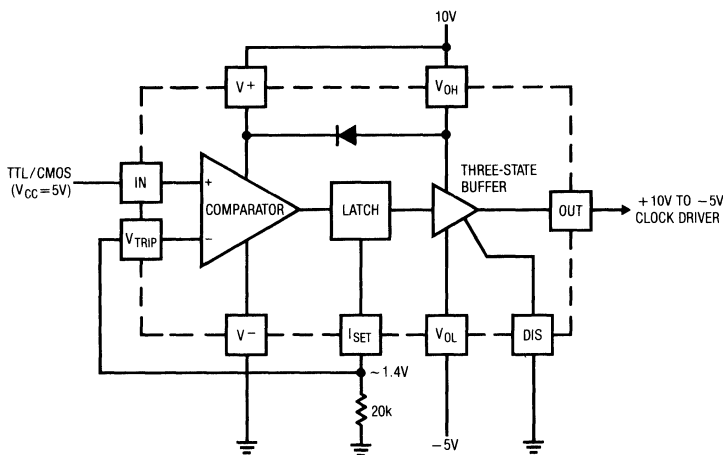 10V
V+
VOH
TTL/CMOS
(VCC=5V)
IN
+
COMPARATOR
LATCH
THREE-STATE
BUFFER
OUT
+10V TO −5V
CLOCK DRIVER
VTRIP
−
V−
ISET
VOL
DIS
~1.4V
20k
−5V